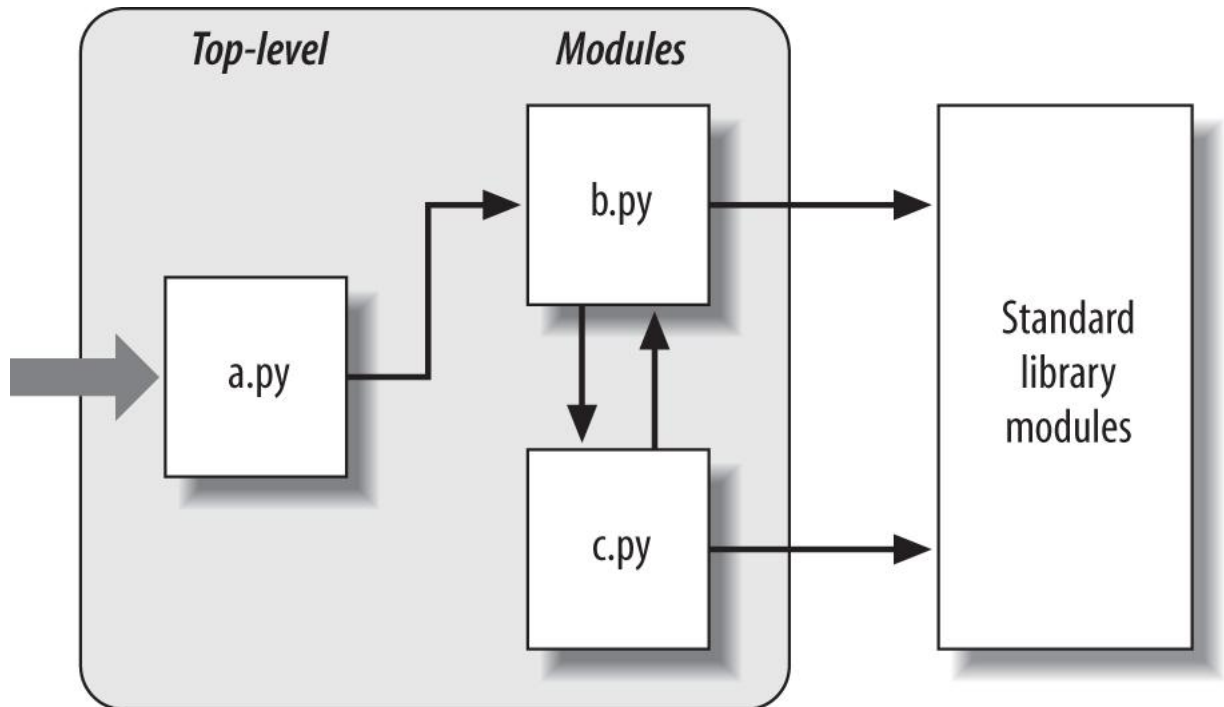 Top-level
Modules
a.py
b.py
c.py
Standard
library
modules